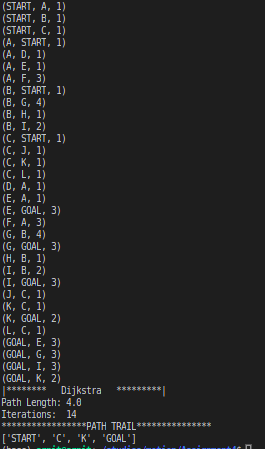 (START, A, 1)
(START, B, 1)
(START, C, 1)
(A, START, 1)
(A, D, 1)
(A, E, 1)
(A, F, 3)
(B, START, 1)
(B, G, 4)
(B, H, 1)
(B, I, 2)
(C, START, 1)
(C, J, 1)
(C, K, 1)
(C, L, 1)
(D, A, 1)
(E, A, 1)
(E, GOAL, 3)
(F, A, 3)
(G, B, 4)
(G, GOAL, 3)
(H, B, 1)
(I, B, 2)
(I, GOAL, 3)
(J, C, 1)
(K, C, 1)
(K, GOAL, 2)
(L, C, 1)
(GOAL, E, 3)
(GOAL, G, 3)
(GOAL, I, 3)
(GOAL, K, 2)
|********   Dijkstra   *********|
Path Length: 4.0
Iterations:  14
*****************PATH TRAIL***************
['START', 'C', 'K', 'GOAL']